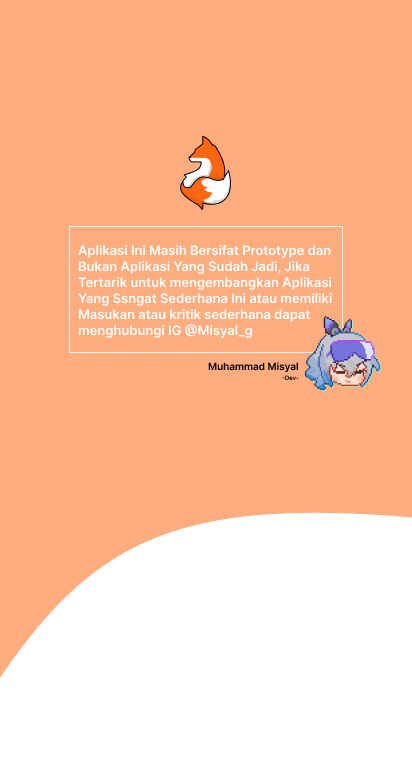 Aplikasi Ini Masih Bersifat Prototype dan
Bukan Aplikasi Yang Sudah Jadi, Jika
Tertarik untuk mengembangkan Aplikasi
Yang Ssngat Sederhana Ini atau memiliki
Masukan atau kritik sederhana dapat
menghubungi IG @Misyal_g
Muhammad Misyal
-Dev-